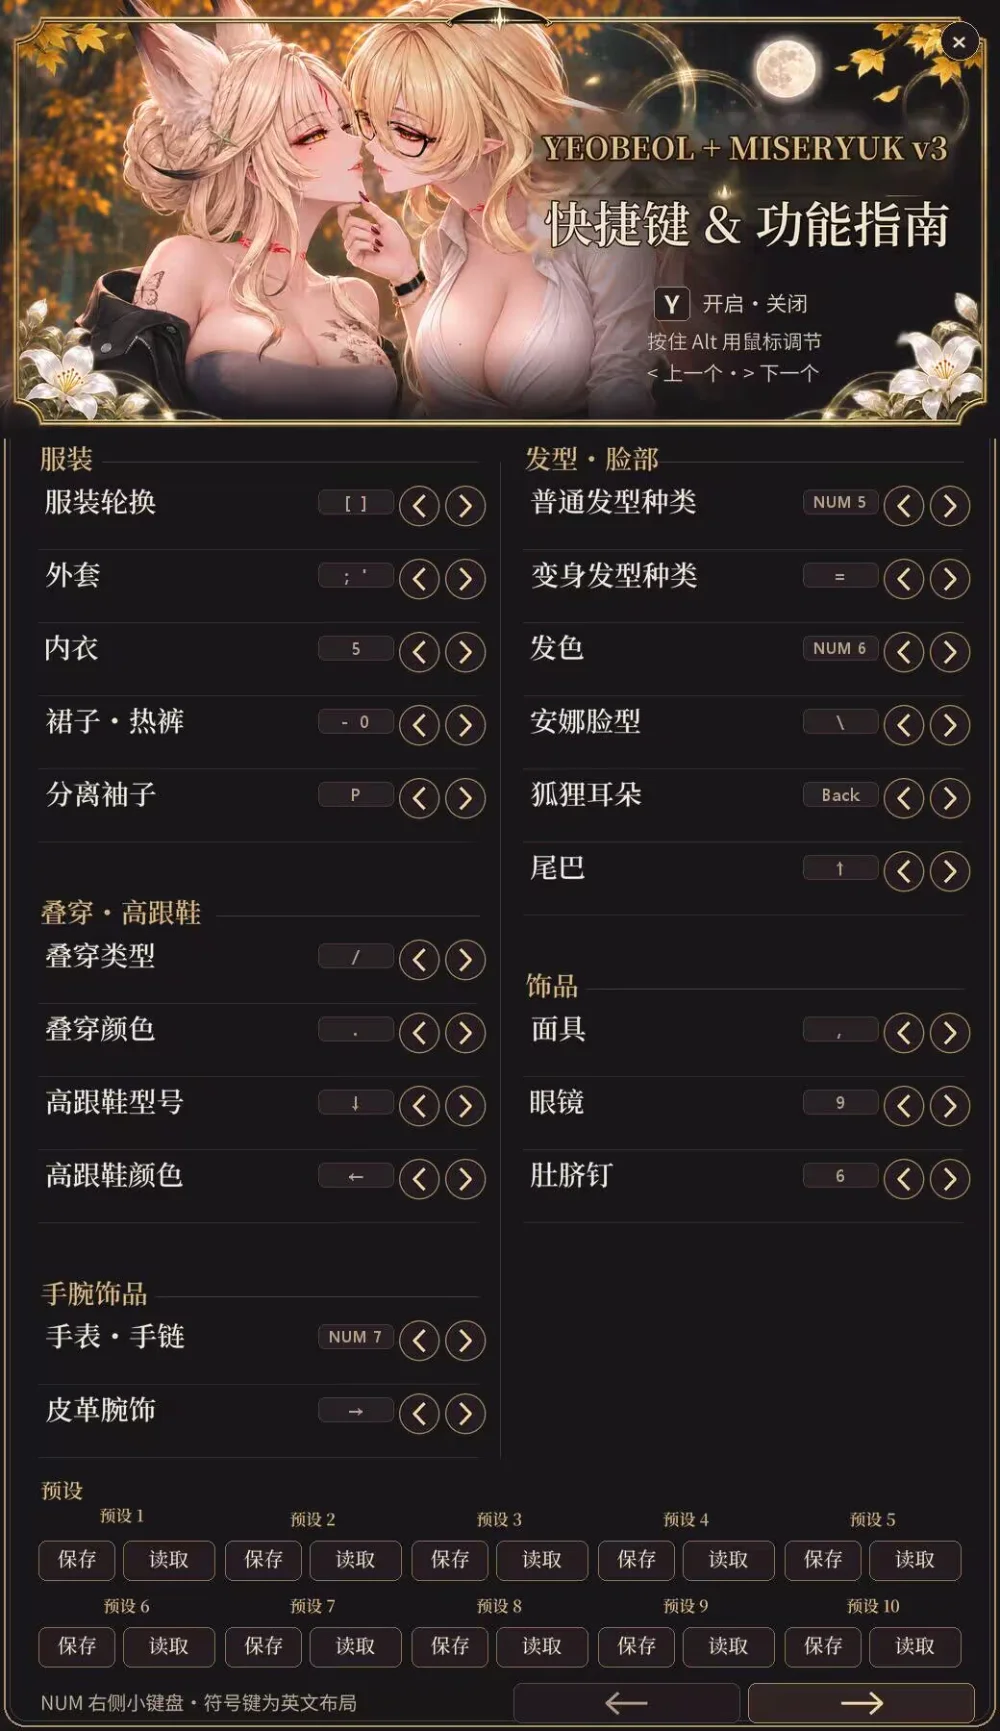 YEOBEOL + MISERYUK v3
快捷键 & 功能指南
Y 开启・关闭
按住 Alt 用鼠标调节
< 上一个・> 下一个
服装
服装轮换 [ ]
外套 ; '
内衣 5
裙子・热裤 - 0
分离袖子 P
叠穿・高跟鞋
叠穿类型 /
叠穿颜色 .
高跟鞋型号 ↓
高跟鞋颜色 ←
手腕饰品
手表・手链 NUM 7
皮革腕饰 →
发型・脸部
普通发型种类 NUM 5
变身发型种类 =
发色 NUM 6
安娜脸型 \
狐狸耳朵 Back
尾巴 ↑
饰品
面具 ,
眼镜 9
肚脐钉 6
预设
预设 1 预设 2 预设 3 预设 4 预设 5
保存 读取 保存 读取 保存 读取 保存 读取 保存 读取
预设 6 预设 7 预设 8 预设 9 预设 10
保存 读取 保存 读取 保存 读取 保存 读取 保存 读取
NUM 右侧小键盘・符号键为英文布局